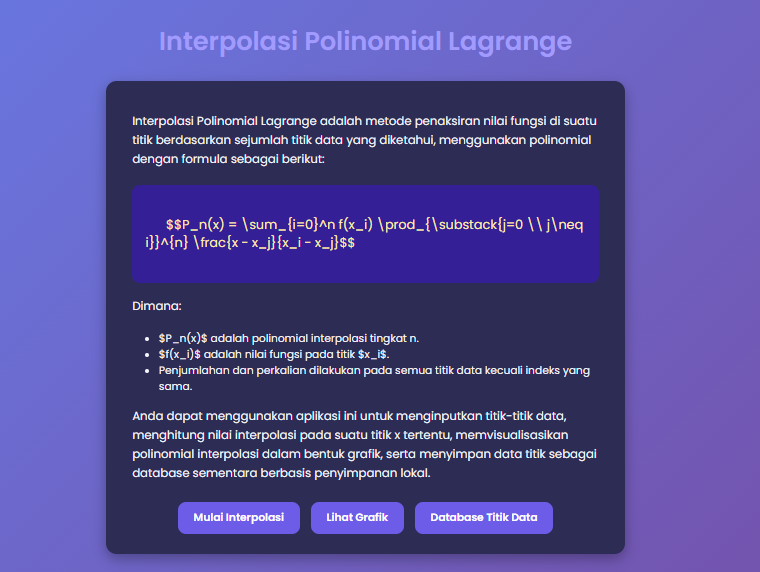 Interpolasi Polinomial Lagrange
Interpolasi Polinomial Lagrange adalah metode penaksiran nilai fungsi di suatu
titik berdasarkan sejumlah titik data yang diketahui, menggunakan polinomial
dengan formula sebagai berikut:
$$P_n(x) = \sum_{i=0}^n f(x_i) \prod_{\substack{j=0 \\ j\neq
i}}^{n} \frac{x - x_j}{x_i - x_j}$$
Dimana:
• $P_n(x)$ adalah polinomial interpolasi tingkat n.
• $f(x_i)$ adalah nilai fungsi pada titik $x_i$.
• Penjumlahan dan perkalian dilakukan pada semua titik data kecuali indeks yang
sama.
Anda dapat menggunakan aplikasi ini untuk menginputkan titik-titik data,
menghitung nilai interpolasi pada suatu titik x tertentu, memvisualisasikan
polinomial interpolasi dalam bentuk grafik, serta menyimpan data titik sebagai
database sementara berbasis penyimpanan lokal.
Mulai Interpolasi
Lihat Grafik
Database Titik Data